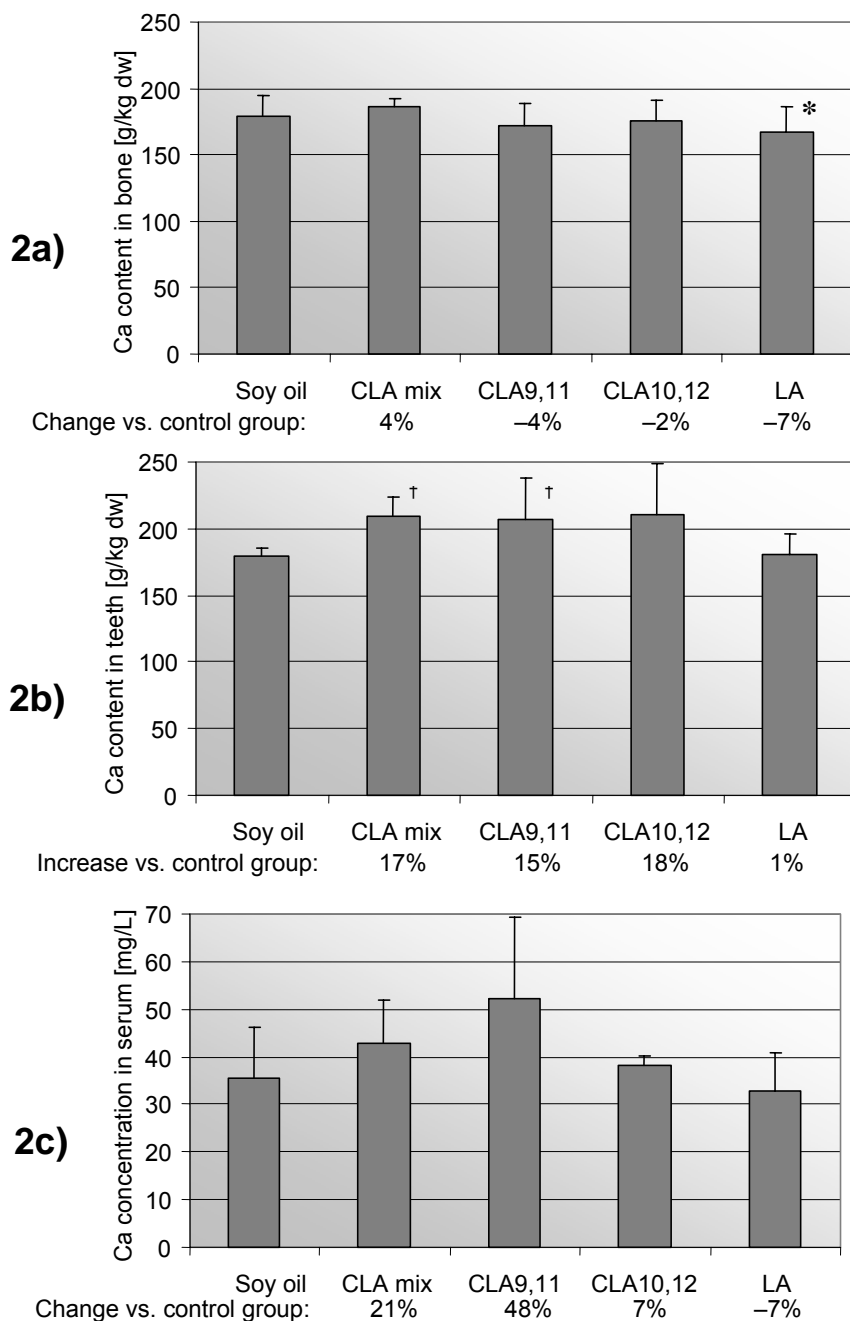 2a)
Ca content in bone [g/kg dw]
250
200
150
100
50
0
*
Soy oil CLA mix CLA9,11 CLA10,12 LA
Change vs. control group: 4% –4% –2% –7%
2b)
Ca content in teeth [g/kg dw]
250
200
150
100
50
0
† †
Soy oil CLA mix CLA9,11 CLA10,12 LA
Increase vs. control group: 17% 15% 18% 1%
2c)
Ca concentration in serum [mg/L]
70
60
50
40
30
20
10
0
Soy oil CLA mix CLA9,11 CLA10,12 LA
Change vs. control group: 21% 48% 7% –7%